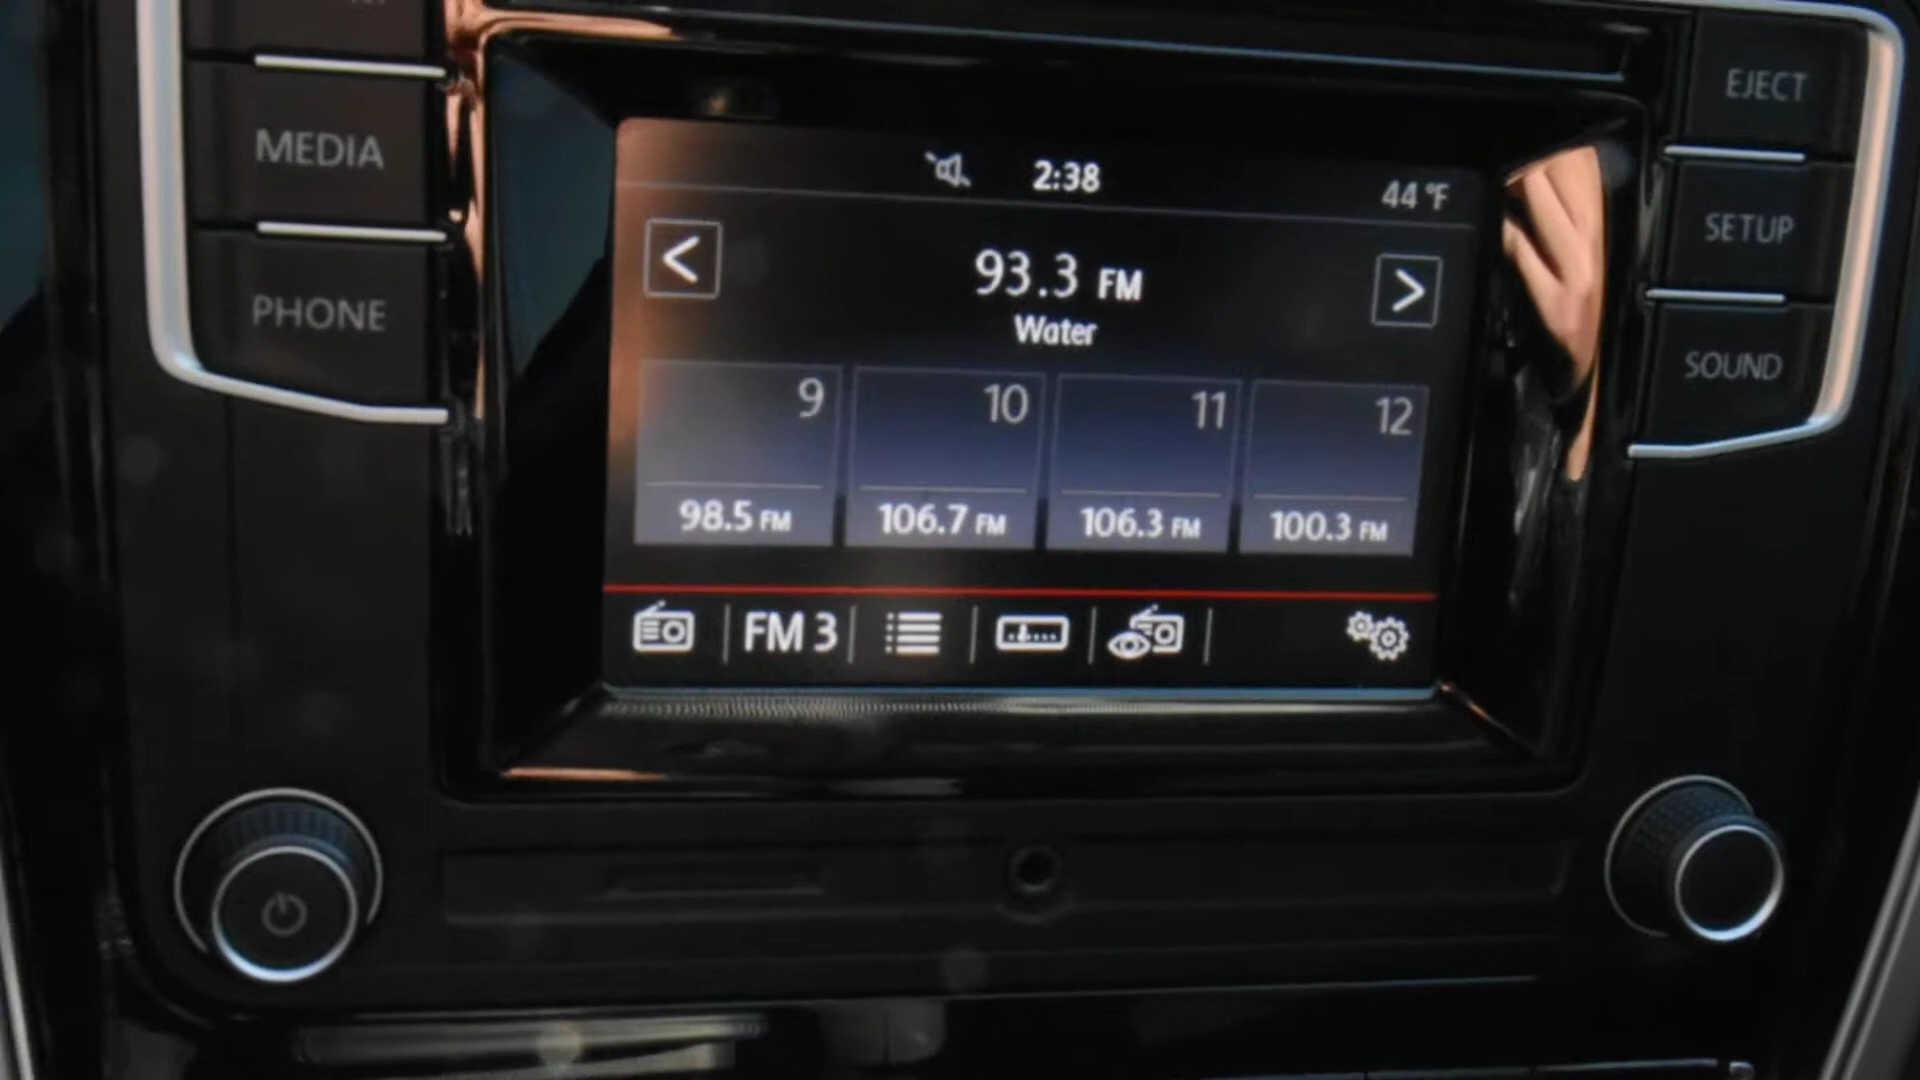 MEDIA
PHONE
2:38
44 °F
93.3 FM
Water
9
10
11
12
98.5 FM
106.7 FM
106.3 FM
100.3 FM
FM 3
EJECT
SETUP
SOUND